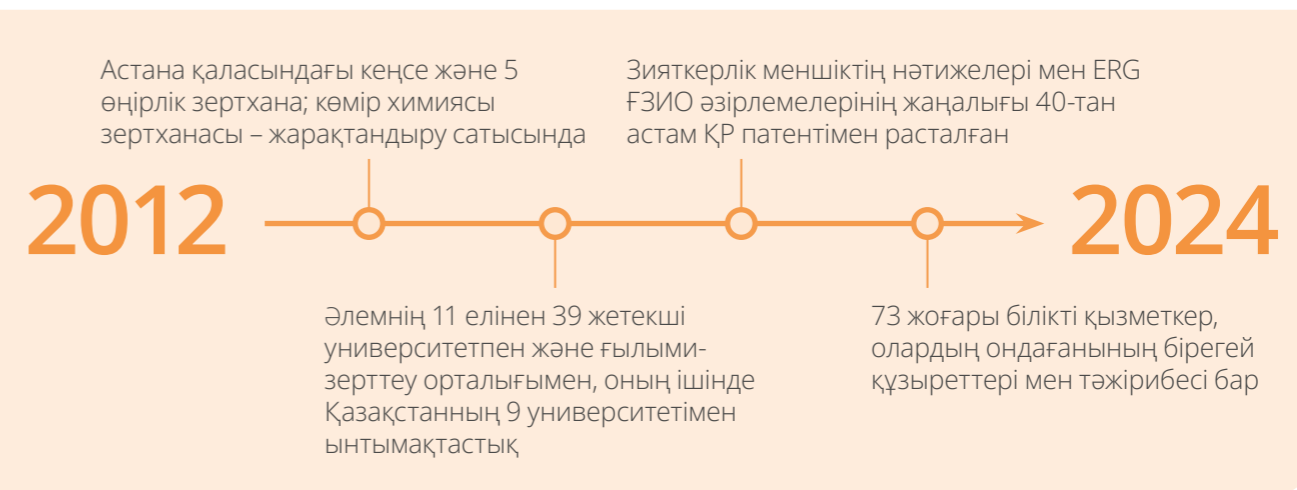 Астана қаласындағы кеңсе және 5
өңірлік зертхана; көмір химиясы
зертханасы – жарақтандыру сатысында
Зияткерлік меншіктің нәтижелері мен ERG
ҒЗИО әзірлемелерінің жаңалығы 40-тан
астам ҚР патентімен расталған
2012
2024
Әлемнің 11 елінен 39 жетекші
университетпен және ғылыми-
зерттеу орталығымен, оның ішінде
Қазақстанның 9 университетімен
ынтымақтастық
73 жоғары білікті қызметкер,
олардың ондағанының бірегей
құзыреттері мен тәжірибесі бар